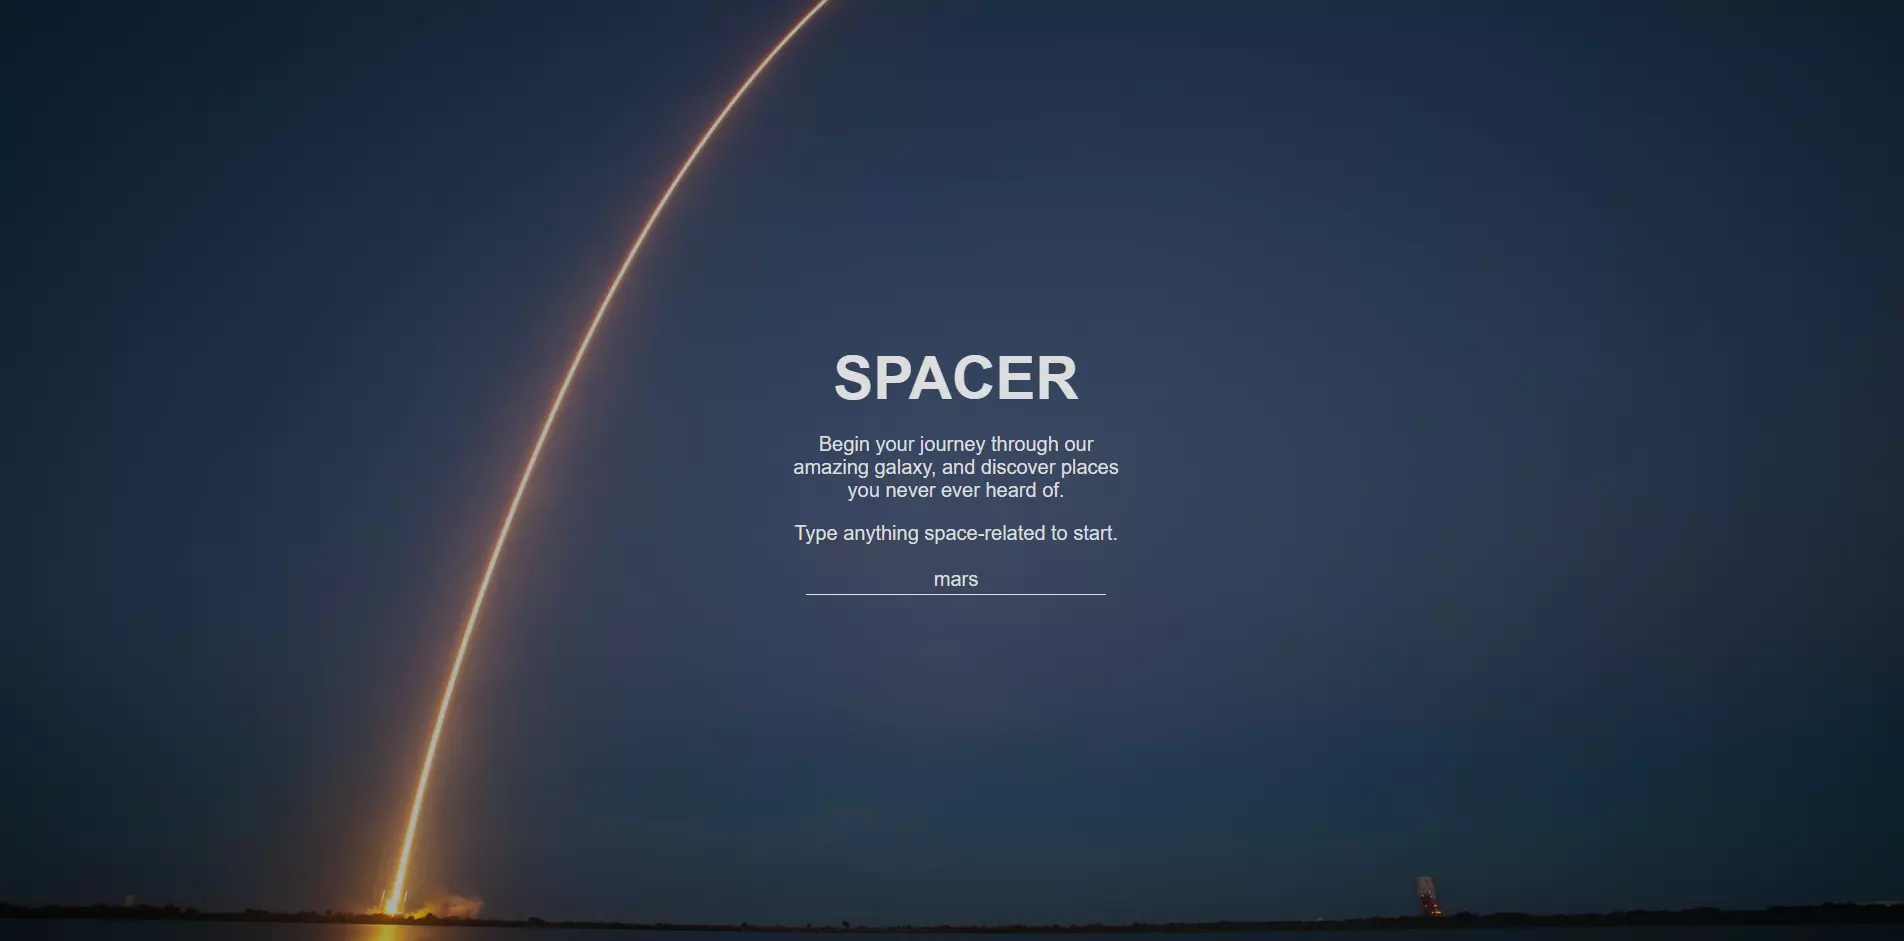 SPACER
Begin your journey through our
amazing galaxy, and discover places
you never ever heard of.
Type anything space-related to start.
mars